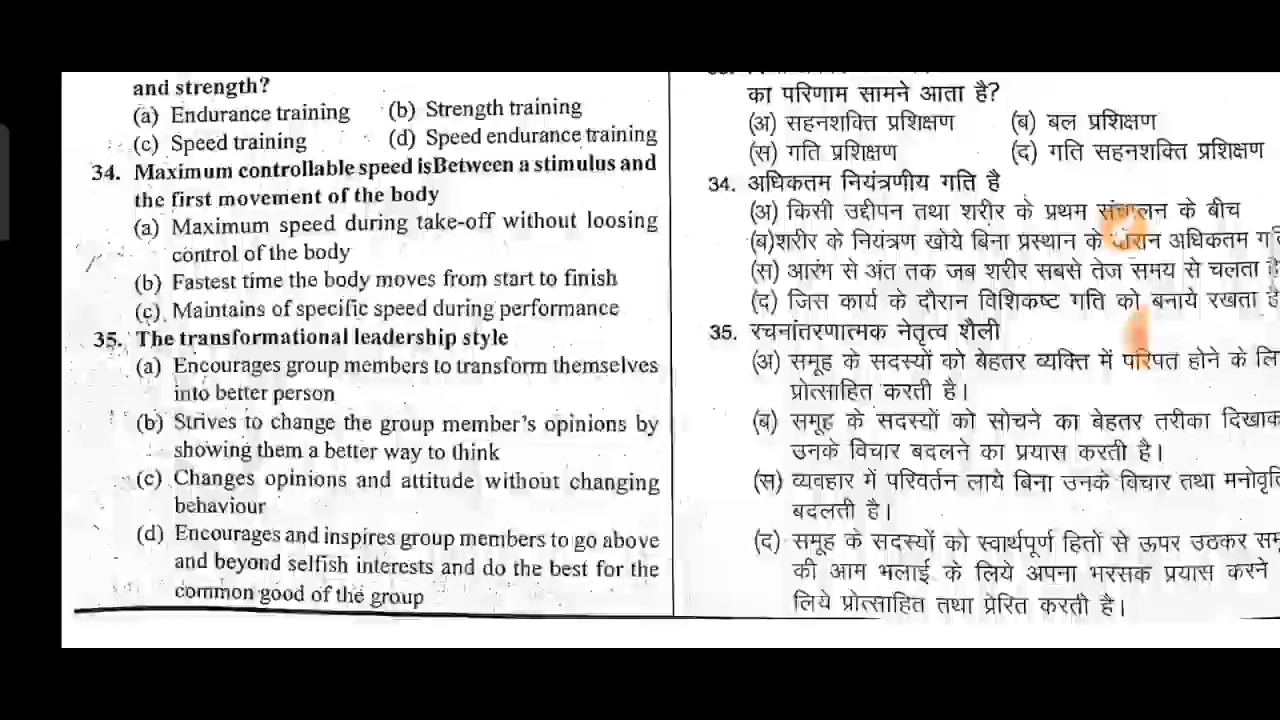 and strength?
(a) Endurance training (b) Strength training
(c) Speed training (d) Speed endurance training
34. Maximum controllable speed isBetween a stimulus and
the first movement of the body
(a) Maximum speed during take-off without loosing
control of the body
(b) Fastest time the body moves from start to finish
(c) Maintains of specific speed during performance
35. The transformational leadership style
(a) Encourages group members to transform themselves
into better person
(b) Strives to change the group member's opinions by
showing them a better way to think
(c) Changes opinions and attitude without changing
behaviour
(d) Encourages and inspires group members to go above
and beyond selfish interests and do the best for the
common good of the group
का परिणाम सामने आता है?
(अ) सहनशक्ति प्रशिक्षण (ब) बल प्रशिक्षण
(स) गति प्रशिक्षण (द) गति सहनशक्ति प्रशिक्षण
34. अधिकतम नियंत्रणीय गति है
(अ) किसी उद्दीपन तथा शरीर के प्रथम संचालन के बीच
(ब)शरीर के नियंत्रण खोये बिना प्रस्थान के दौरान अधिकतम
(स) आरंभ से अंत तक जब शरीर सबसे तेज समय से चलता
(द) जिस कार्य के दौरान विशिकष्ट गति को बनाये रखता
35. रचनांतरणात्मक नेतृत्व शैली
(अ) समूह के सदस्यों को बेहतर व्यक्ति में परिपत होने के
प्रोत्साहित करती है।
(ब) समूह के सदस्यों को सोचने का बेहतर तरीका
उनके विचार बदलने का प्रयास करती है।
(स) व्यवहार में परिवर्तन लाये बिना उनके विचार तथा
बदलती है।
(द) समूह के सदस्यों को स्वार्थपूर्ण हितों से ऊपर उठकर
की आम भलाई के लिये अपना भरसक प्रयास करने
लिये प्रोत्साहित तथा प्रेरित करती है।